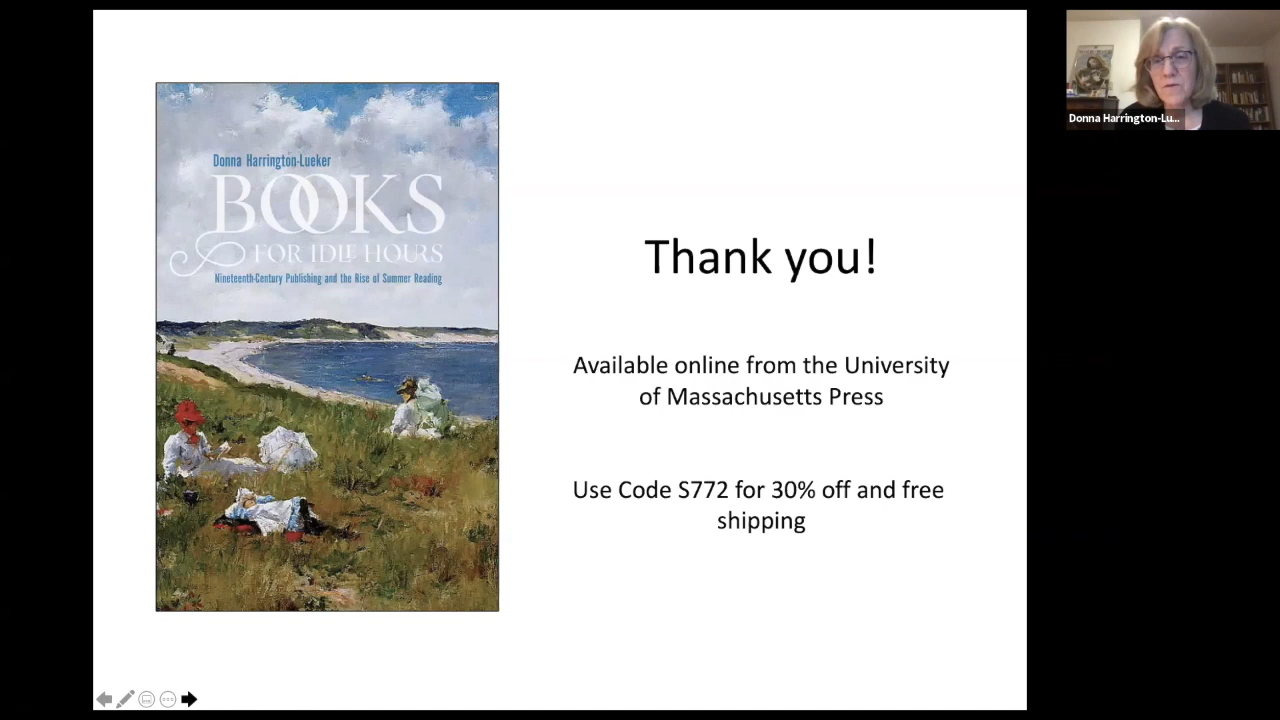 Donna Harrington-Lueker
BOOKS
FOR IDLE HOURS
Nineteenth-Century Publishing and the Rise of Summer Reading
Thank you!
Available online from the University
of Massachusetts Press
Use Code S772 for 30% off and free
shipping
Donna Harrington-Lu...